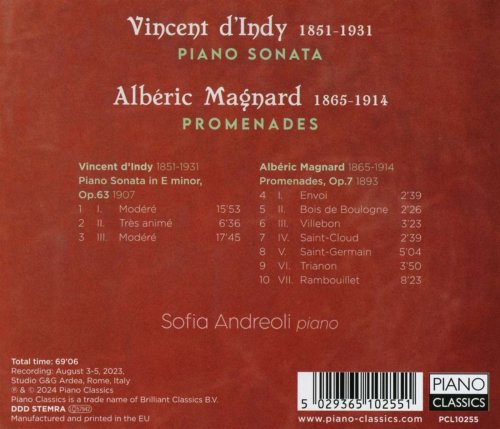 Vincent d'Indy 1851-1931
PIANO SONATA
Albéric Magnard 1865-1914
PROMENADES
Vincent d'Indy 1851-1931
Piano Sonata in E minor,
Op.63 1907
1 I. Modéré 15'53
2 II. Très animé 6'36
3 III. Modéré 17'45
Albéric Magnard 1865-1914
Promenades, Op.7 1893
4 I. Envoi 2'39
5 II. Bois de Boulogne 2'26
6 III. Villebon 3'23
7 IV. Saint-Cloud 2'39
8 V. Saint-Germain 5'04
9 VI. Trianon 3'50
10 VII. Rambouillet 8'23
Sofia Andreoli piano
Total time: 69'06
Recording: August 3-5, 2023,
Studio G&G Ardea, Rome, Italy
℗ & © 2024 Piano Classics
Piano Classics is a trade name of Brilliant Classics B.V.
DDD STEMRA
Manufactured and printed in the EU
5 029365 102551
www.piano-classics.com
PIANO
CLASSICS
PCL10255